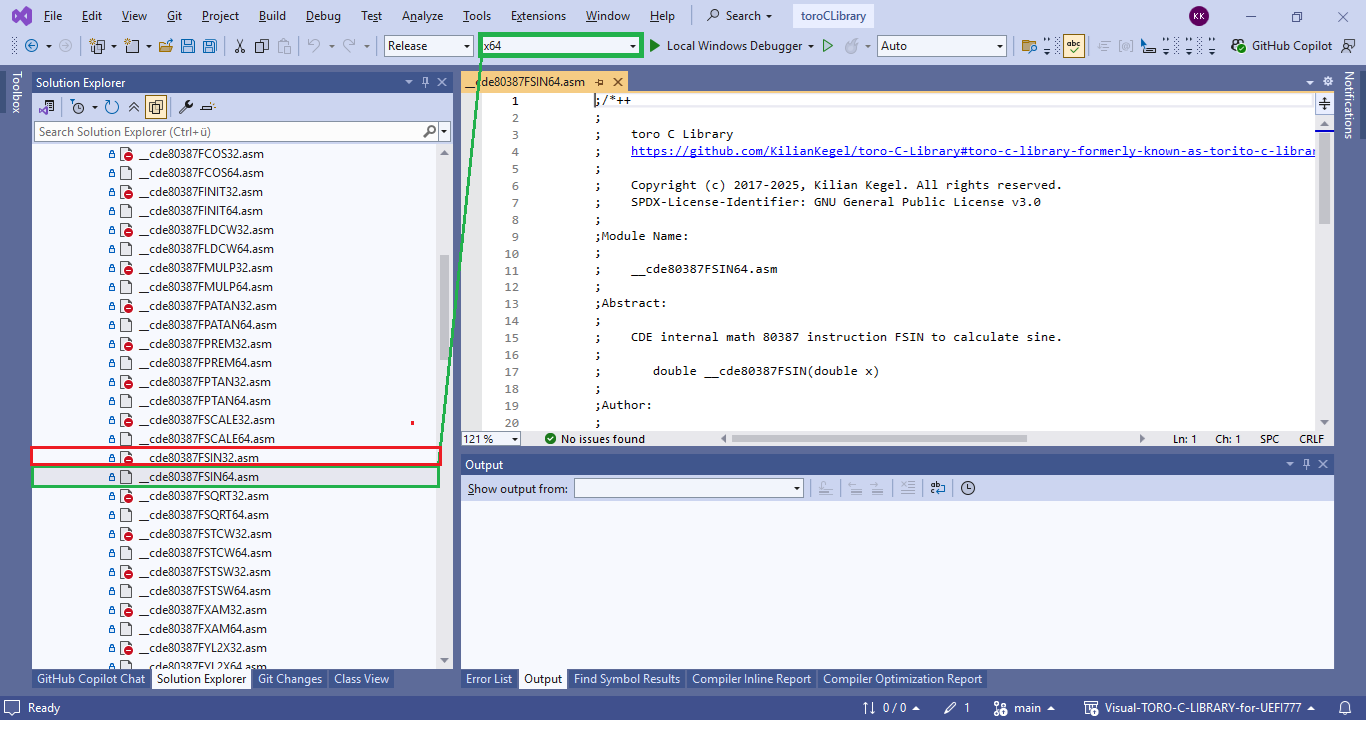 File Edit View Git Project Build Debug Test Analyze Tools Extensions Window Help Search toroCLibrary KK
Release x64 Local Windows Debugger Auto abc GitHub Copilot
Toolbox
Solution Explorer
Search Solution Explorer (Ctrl+ü)
__cde80387FCOS32.asm
__cde80387FCOS64.asm
__cde80387FINIT32.asm
__cde80387FINIT64.asm
__cde80387FLDCW32.asm
__cde80387FLDCW64.asm
__cde80387FMULP32.asm
__cde80387FMULP64.asm
__cde80387FPATAN32.asm
__cde80387FPATAN64.asm
__cde80387FPREM32.asm
__cde80387FPREM64.asm
__cde80387FPTAN32.asm
__cde80387FPTAN64.asm
__cde80387FSCALE32.asm
__cde80387FSCALE64.asm
__cde80387FSIN32.asm
__cde80387FSIN64.asm
__cde80387FSQRT32.asm
__cde80387FSQRT64.asm
__cde80387FSTCW32.asm
__cde80387FSTCW64.asm
__cde80387FSTSW32.asm
__cde80387FSTSW64.asm
__cde80387FXAM32.asm
__cde80387FXAM64.asm
__cde80387FYL2X32.asm
__cde80387FYL2X64.asm
GitHub Copilot Chat Solution Explorer Git Changes Class View
__cde80387FSIN64.asm
1 ;/*++
2 ;
3 ; toro C Library
4 ; https://github.com/KilianKegel/toro-C-Library#toro-c-library-formerly-known-as-torito-c-librar
5 ;
6 ; Copyright (c) 2017-2025, Kilian Kegel. All rights reserved.
7 ; SPDX-License-Identifier: GNU General Public License v3.0
8 ;
9 ;Module Name:
10 ;
11 ; __cde80387FSIN64.asm
12 ;
13 ;Abstract:
14 ;
15 ; CDE internal math 80387 instruction FSIN to calculate sine.
16 ;
17 ; double __cde80387FSIN(double x)
18 ;
19 ;Author:
20 ;
121 % No issues found Ln: 1 Ch: 1 SPC CRLF
Output
Show output from:
Error List Output Find Symbol Results Compiler Inline Report Compiler Optimization Report
Notifications
Ready 0 / 0 1 main Visual-TORO-C-LIBRARY-for-UEFI777